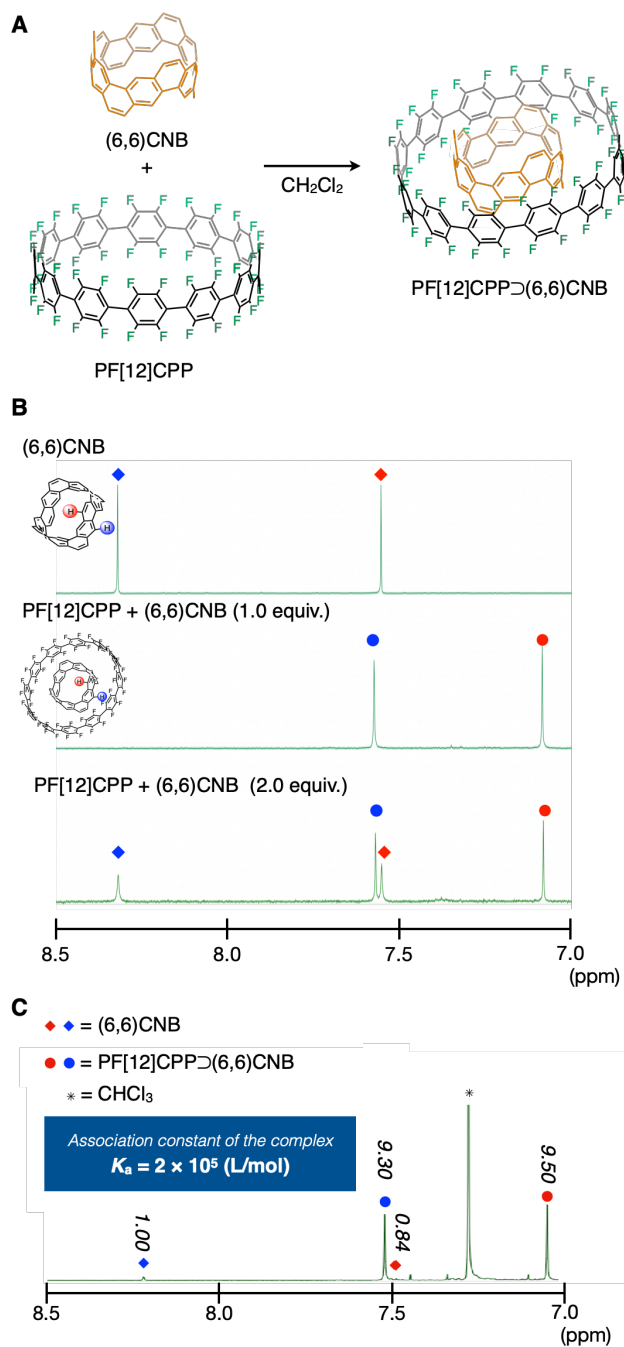 A
(6,6)CNB
+
CH2Cl2
PF[12]CPP
PF[12]CPP⊃(6,6)CNB
B
(6,6)CNB
H
H
PF[12]CPP + (6,6)CNB (1.0 equiv.)
H
H
PF[12]CPP + (6,6)CNB (2.0 equiv.)
8.5 8.0 7.5 7.0
(ppm)
C
= (6,6)CNB
= PF[12]CPP⊃(6,6)CNB
* = CHCl3
Association constant of the complex
Ka = 2 × 10⁵ (L/mol)
1.00
9.30
0.84
*
9.50
8.5 8.0 7.5 7.0
(ppm)